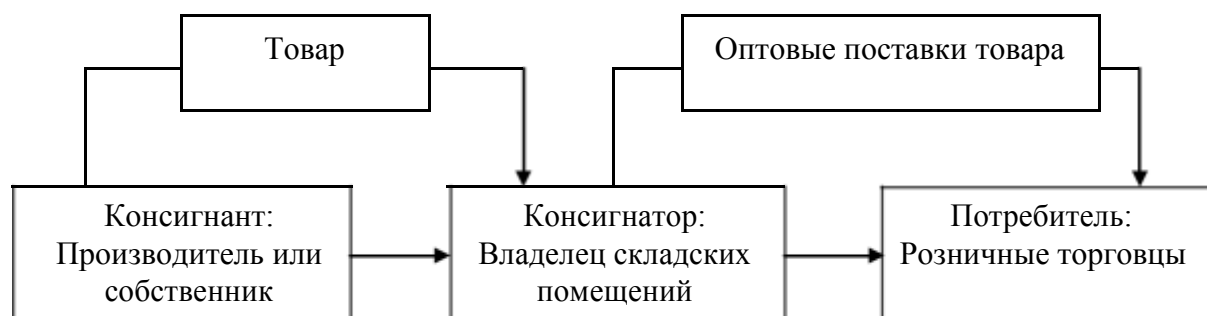 Товар
Оптовые поставки товара
Консигнант:
Производитель или
собственник
Консигнатор:
Владелец складских
помещений
Потребитель:
Розничные торговцы